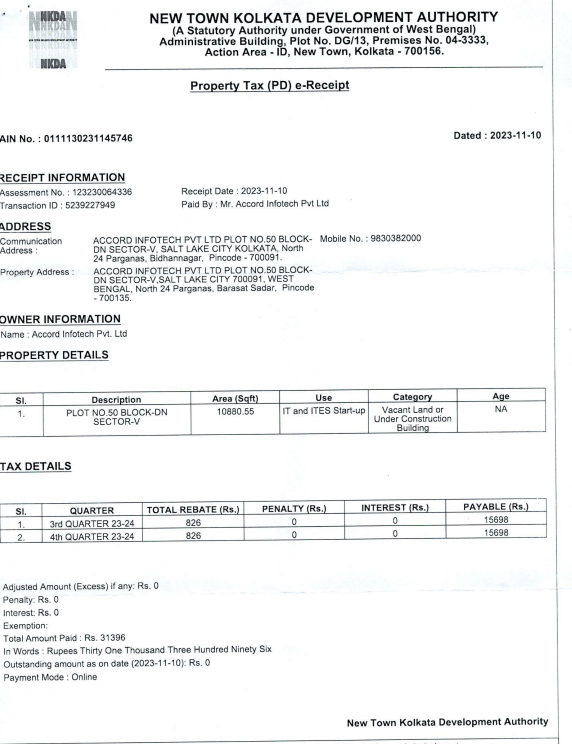 NKDA
NKDA
NEW TOWN KOLKATA DEVELOPMENT AUTHORITY
(A Statutory Authority under Government of West Bengal)
Administrative Building, Plot No. DG/13, Premises No. 04-3333,
Action Area - ID, New Town, Kolkata - 700156.
Property Tax (PD) e-Receipt
AIN No. : 0111130231145746 Dated : 2023-11-10
RECEIPT INFORMATION
Assessment No. : 123230064336 Receipt Date : 2023-11-10
Transaction ID : 5239227949 Paid By : Mr. Accord Infotech Pvt Ltd
ADDRESS
Communication Address : ACCORD INFOTECH PVT LTD PLOT NO.50 BLOCK- Mobile No. : 9830382000
DN SECTOR-V, SALT LAKE CITY KOLKATA, North
24 Parganas, Bidhannagar, Pincode - 700091.
Property Address : ACCORD INFOTECH PVT LTD PLOT NO.50 BLOCK-
DN SECTOR-V,SALT LAKE CITY 700091, WEST
BENGAL, North 24 Parganas, Barasat Sadar, Pincode
- 700135.
OWNER INFORMATION
Name : Accord Infotech Pvt. Ltd
PROPERTY DETAILS
Sl. Description Area (Sqft) Use Category Age
1. PLOT NO.50 BLOCK-DN SECTOR-V 10880.55 IT and ITES Start-up Vacant Land or Under Construction Building NA
TAX DETAILS
Sl. QUARTER TOTAL REBATE (Rs.) PENALTY (Rs.) INTEREST (Rs.) PAYABLE (Rs.)
1. 3rd QUARTER 23-24 826 0 0 15698
2. 4th QUARTER 23-24 826 0 0 15698
Adjusted Amount (Excess) if any: Rs. 0
Penalty: Rs. 0
Interest: Rs. 0
Exemption:
Total Amount Paid : Rs. 31396
In Words : Rupees Thirty One Thousand Three Hundred Ninety Six
Outstanding amount as on date (2023-11-10): Rs. 0
Payment Mode : Online
New Town Kolkata Development Authority